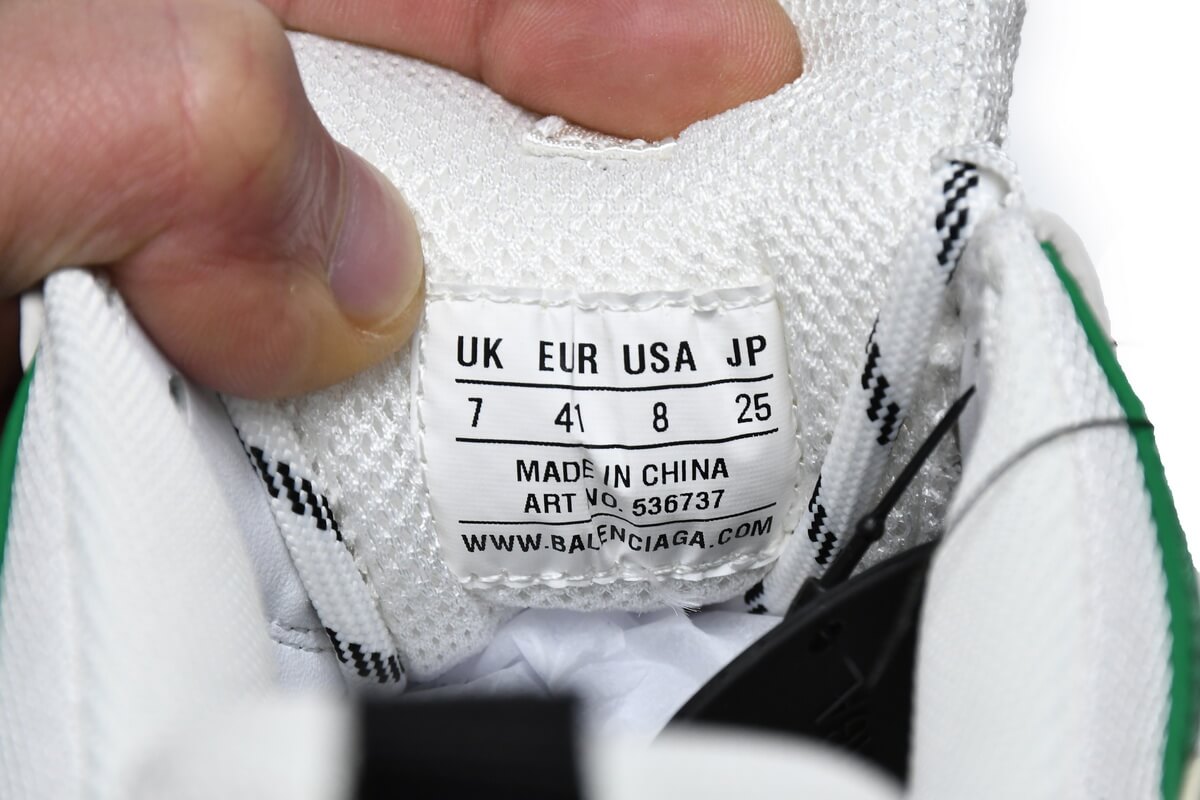 UK EUR USA JP
7 41 8 25
MADE IN CHINA
ART NO. 536737
WWW.BALENCIAGA.COM